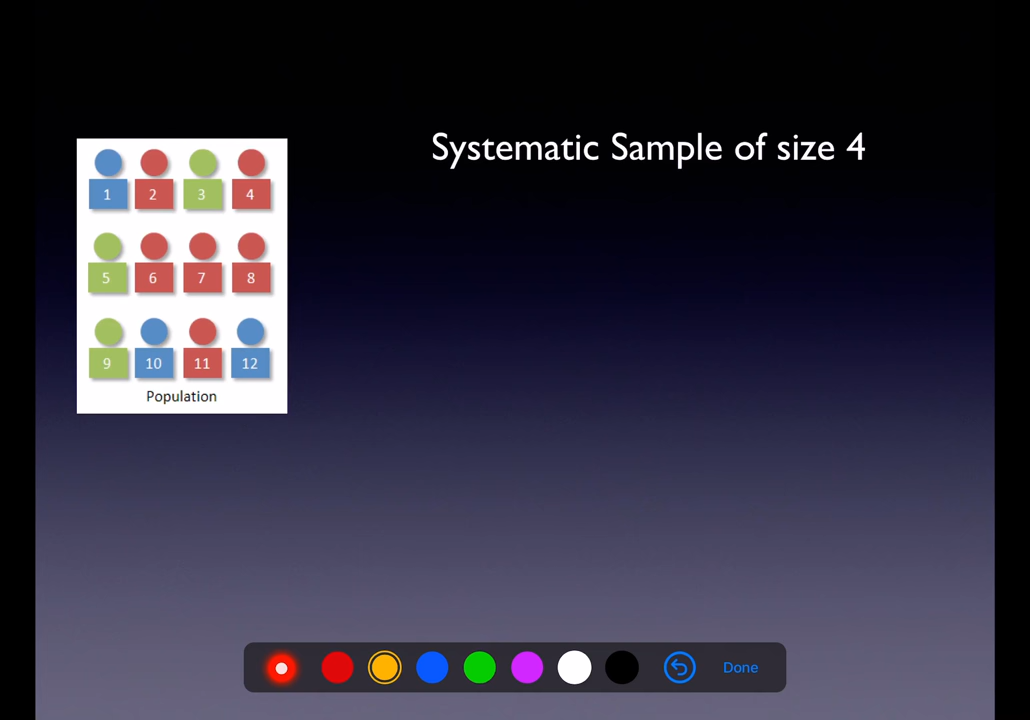 Systematic Sample of size 4
1 2 3 4
5 6 7 8
9 10 11 12
Population
Done